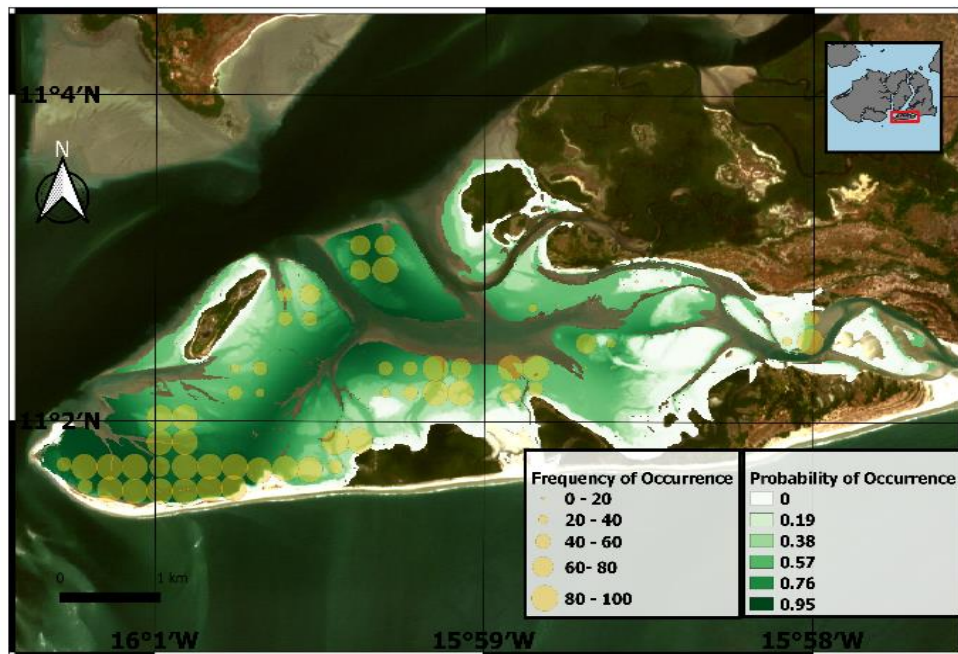 11°4′N
N
11°2′N
Frequency of Occurrence
0 - 20
20 - 40
40 - 60
60- 80
80 - 100
Probability of Occurrence
0
0.19
0.38
0.57
0.76
0.95
0 1 km
16°1′W 15°59′W 15°58′W